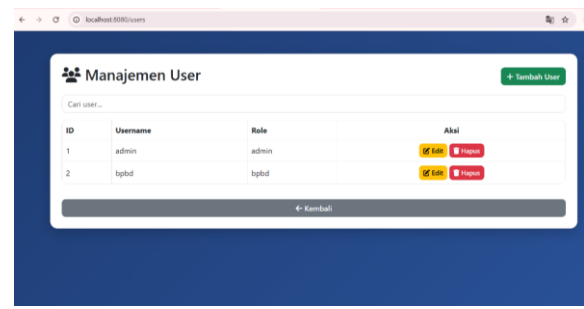 localhost:8080/users
Manajemen User
+ Tambah User
Cari user...
ID Username Role Aksi
1 admin admin Edit Hapus
2 bpbd bpbd Edit Hapus
← Kembali